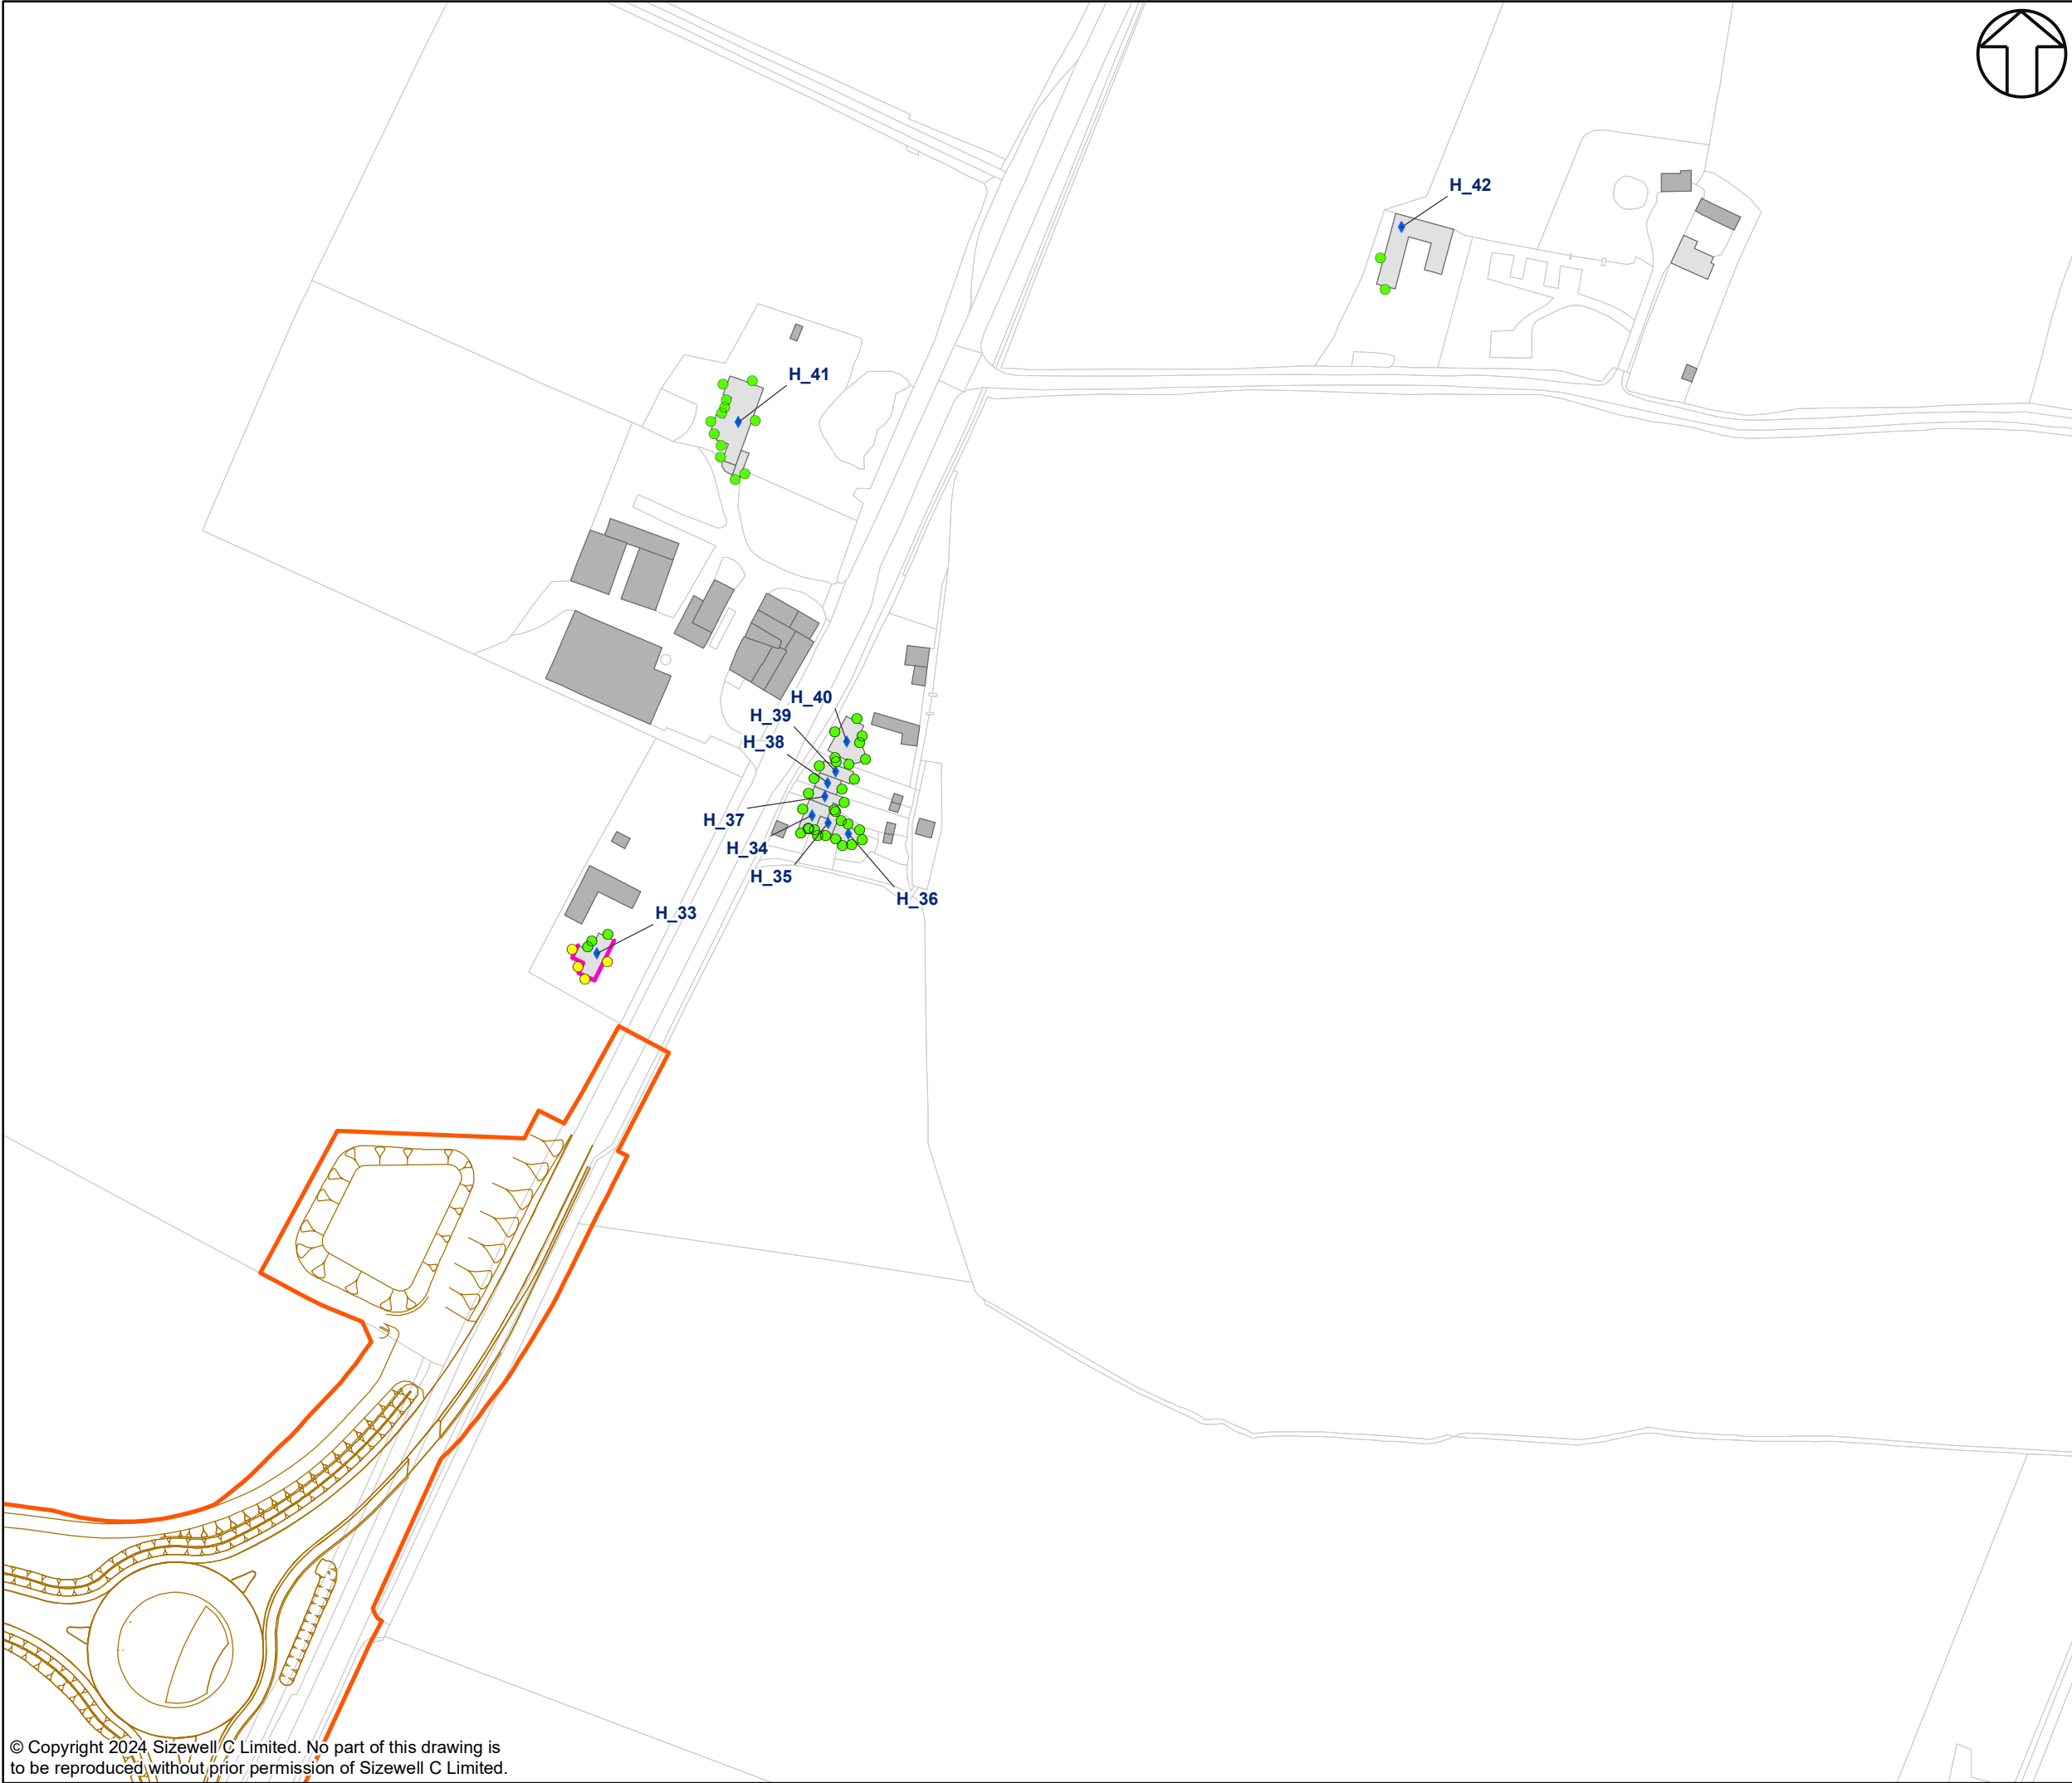 H_42
H_41
H_40
H_39
H_38
H_37
H_34
H_35
H_36
H_33
© Copyright 2024 Sizewell C Limited. No part of this drawing is
to be reproduced without prior permission of Sizewell C Limited.